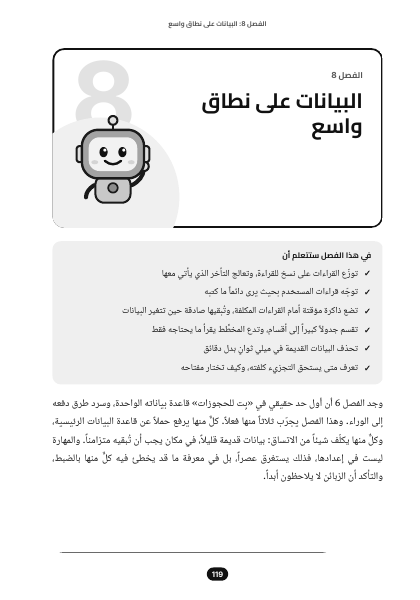 الفصل 8: البيانات على نطاق واسع
8
الفصل 8
البيانات على نطاق
واسع
في هذا الفصل ستتعلم أن
✓ توزّع القراءات على نسخ للقراءة، وتعالج التأخر الذي يأتي معها
✓ توجّه قراءات المستخدم بحيث يرى دائماً ما كتبه
✓ تضع ذاكرة مؤقتة أمام القراءات المكلفة، وتُبقيها صادقة حين تتغير البيانات
✓ تقسم جدولاً كبيراً إلى أقسام، وتدع المخطِّط يقرأ ما يحتاجه فقط
✓ تحذف البيانات القديمة في ميلي ثوانٍ بدل دقائق
✓ تعرف متى يستحق التجزيء كلفته، وكيف تختار مفتاحه
وجد الفصل 6 أن أول حد حقيقي في «بِت للحجوزات» قاعدة بياناته الواحدة، وسرد طرق دفعه
إلى الوراء. وهذا الفصل يجرّب ثلاثاً منها فعلاً. كلٌّ منها يرفع حملاً عن قاعدة البيانات الرئيسية،
وكلٌّ منها يكلّف شيئاً من الاتساق: بيانات قديمة قليلاً، في مكان يجب أن تُبقيه متزامناً. والمهارة
ليست في إعدادها، فذلك يستغرق عصراً، بل في معرفة ما قد يخطئ فيه كلٌّ منها بالضبط،
والتأكد أن الزبائن لا يلاحظون أبداً.
119